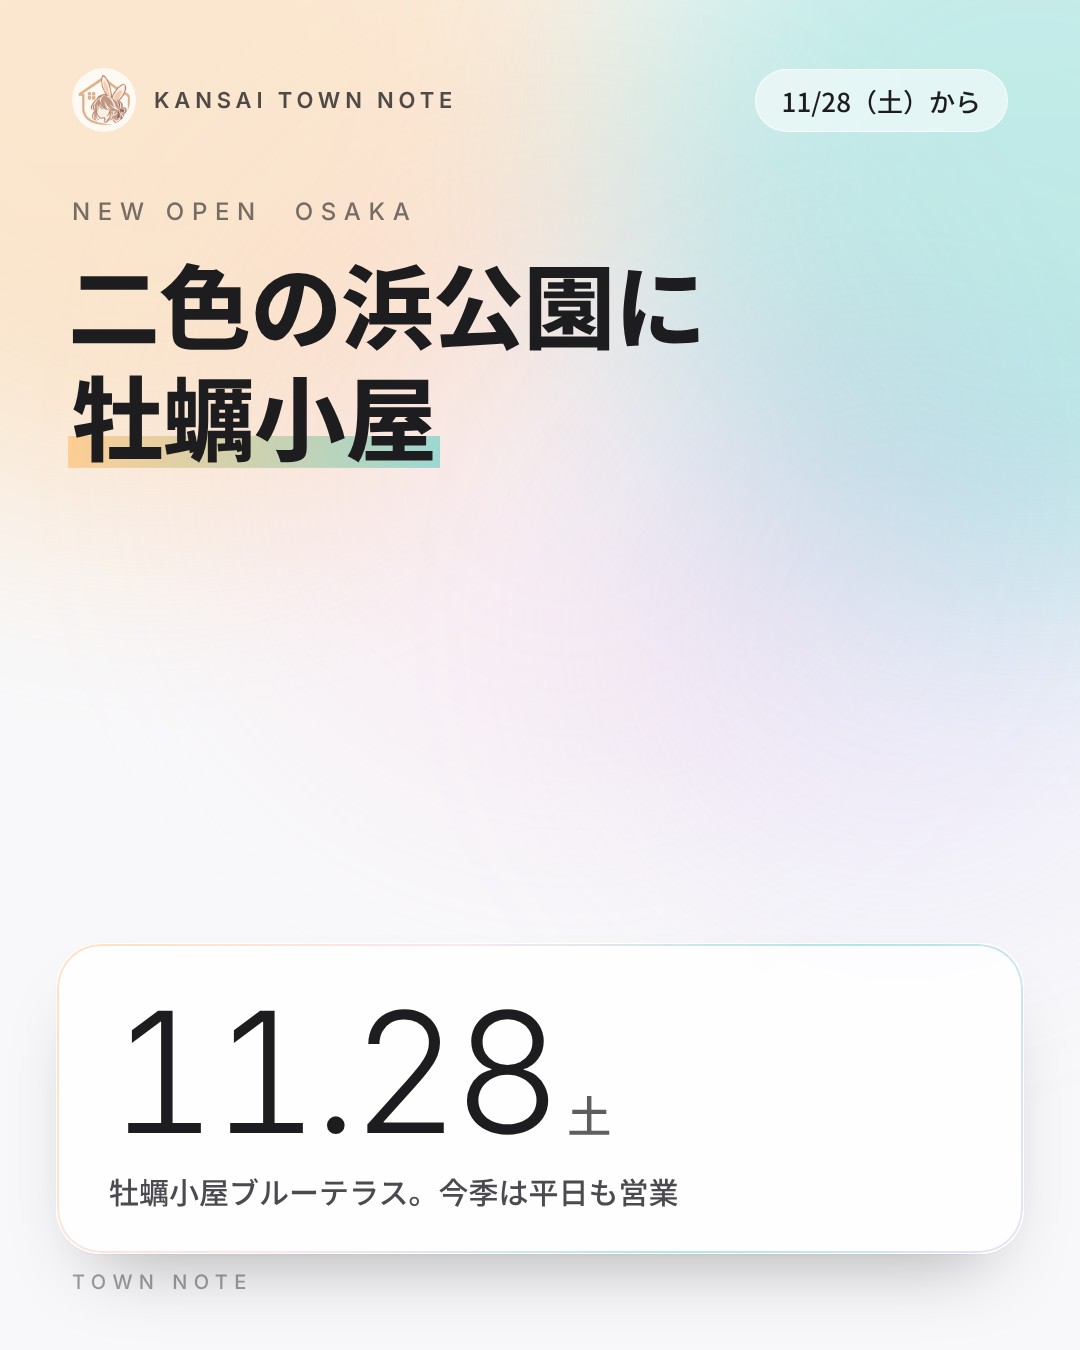 KANSAI TOWN NOTE
11/28（土）から
NEW OPEN OSAKA
二色の浜公園に
牡蠣小屋
11.28 土
牡蠣小屋ブルーテラス。今季は平日も営業
TOWN NOTE